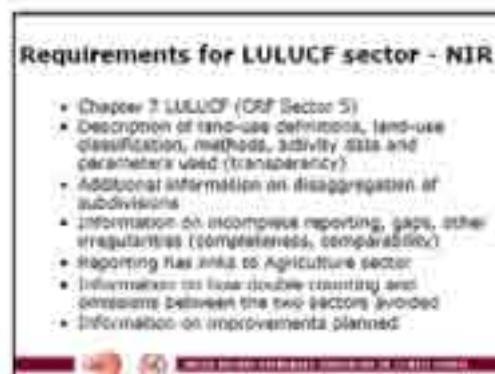 Requirements for LULUCF sector - NIR
• Chapter 7 LULUCF (CRF Sector 5)
• Description of land-use definitions, land-use
classification, methods, activity data and
parameters used (transparency)
• Additional information on disaggregation of
subdivisions
• Information on incomplete reporting, gaps, other
irregularities (completeness, comparability)
• Reporting has links to Agriculture sector
• Information on how double counting and
omissions between the two sectors avoided
• Information on improvements planned